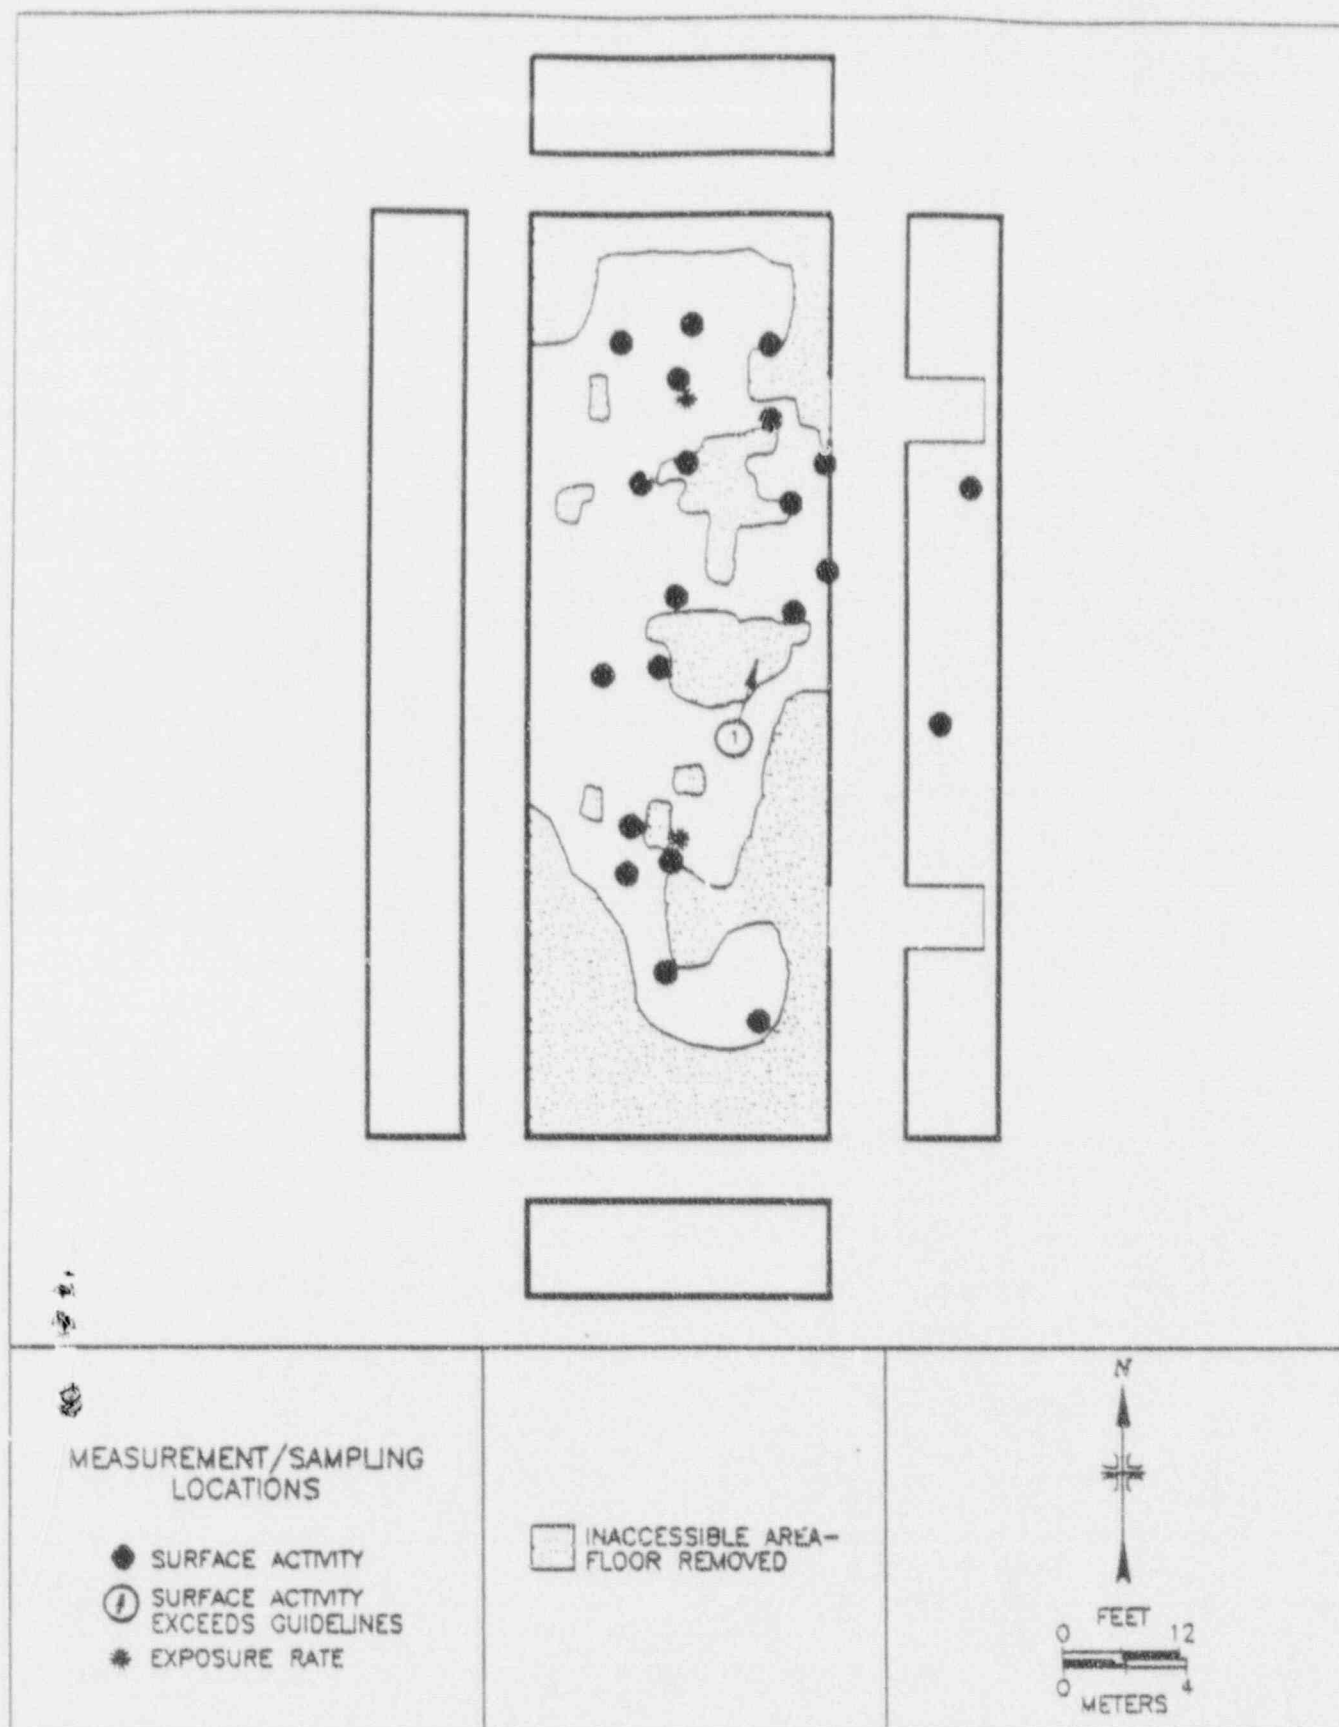 1
MEASUREMENT/SAMPLING
LOCATIONS
SURFACE ACTIVITY
1 SURFACE ACTIVITY
EXCEEDS GUIDELINES
EXPOSURE RATE
INACCESSIBLE AREA-
FLOOR REMOVED
N
FEET
0 12
0 4
METERS